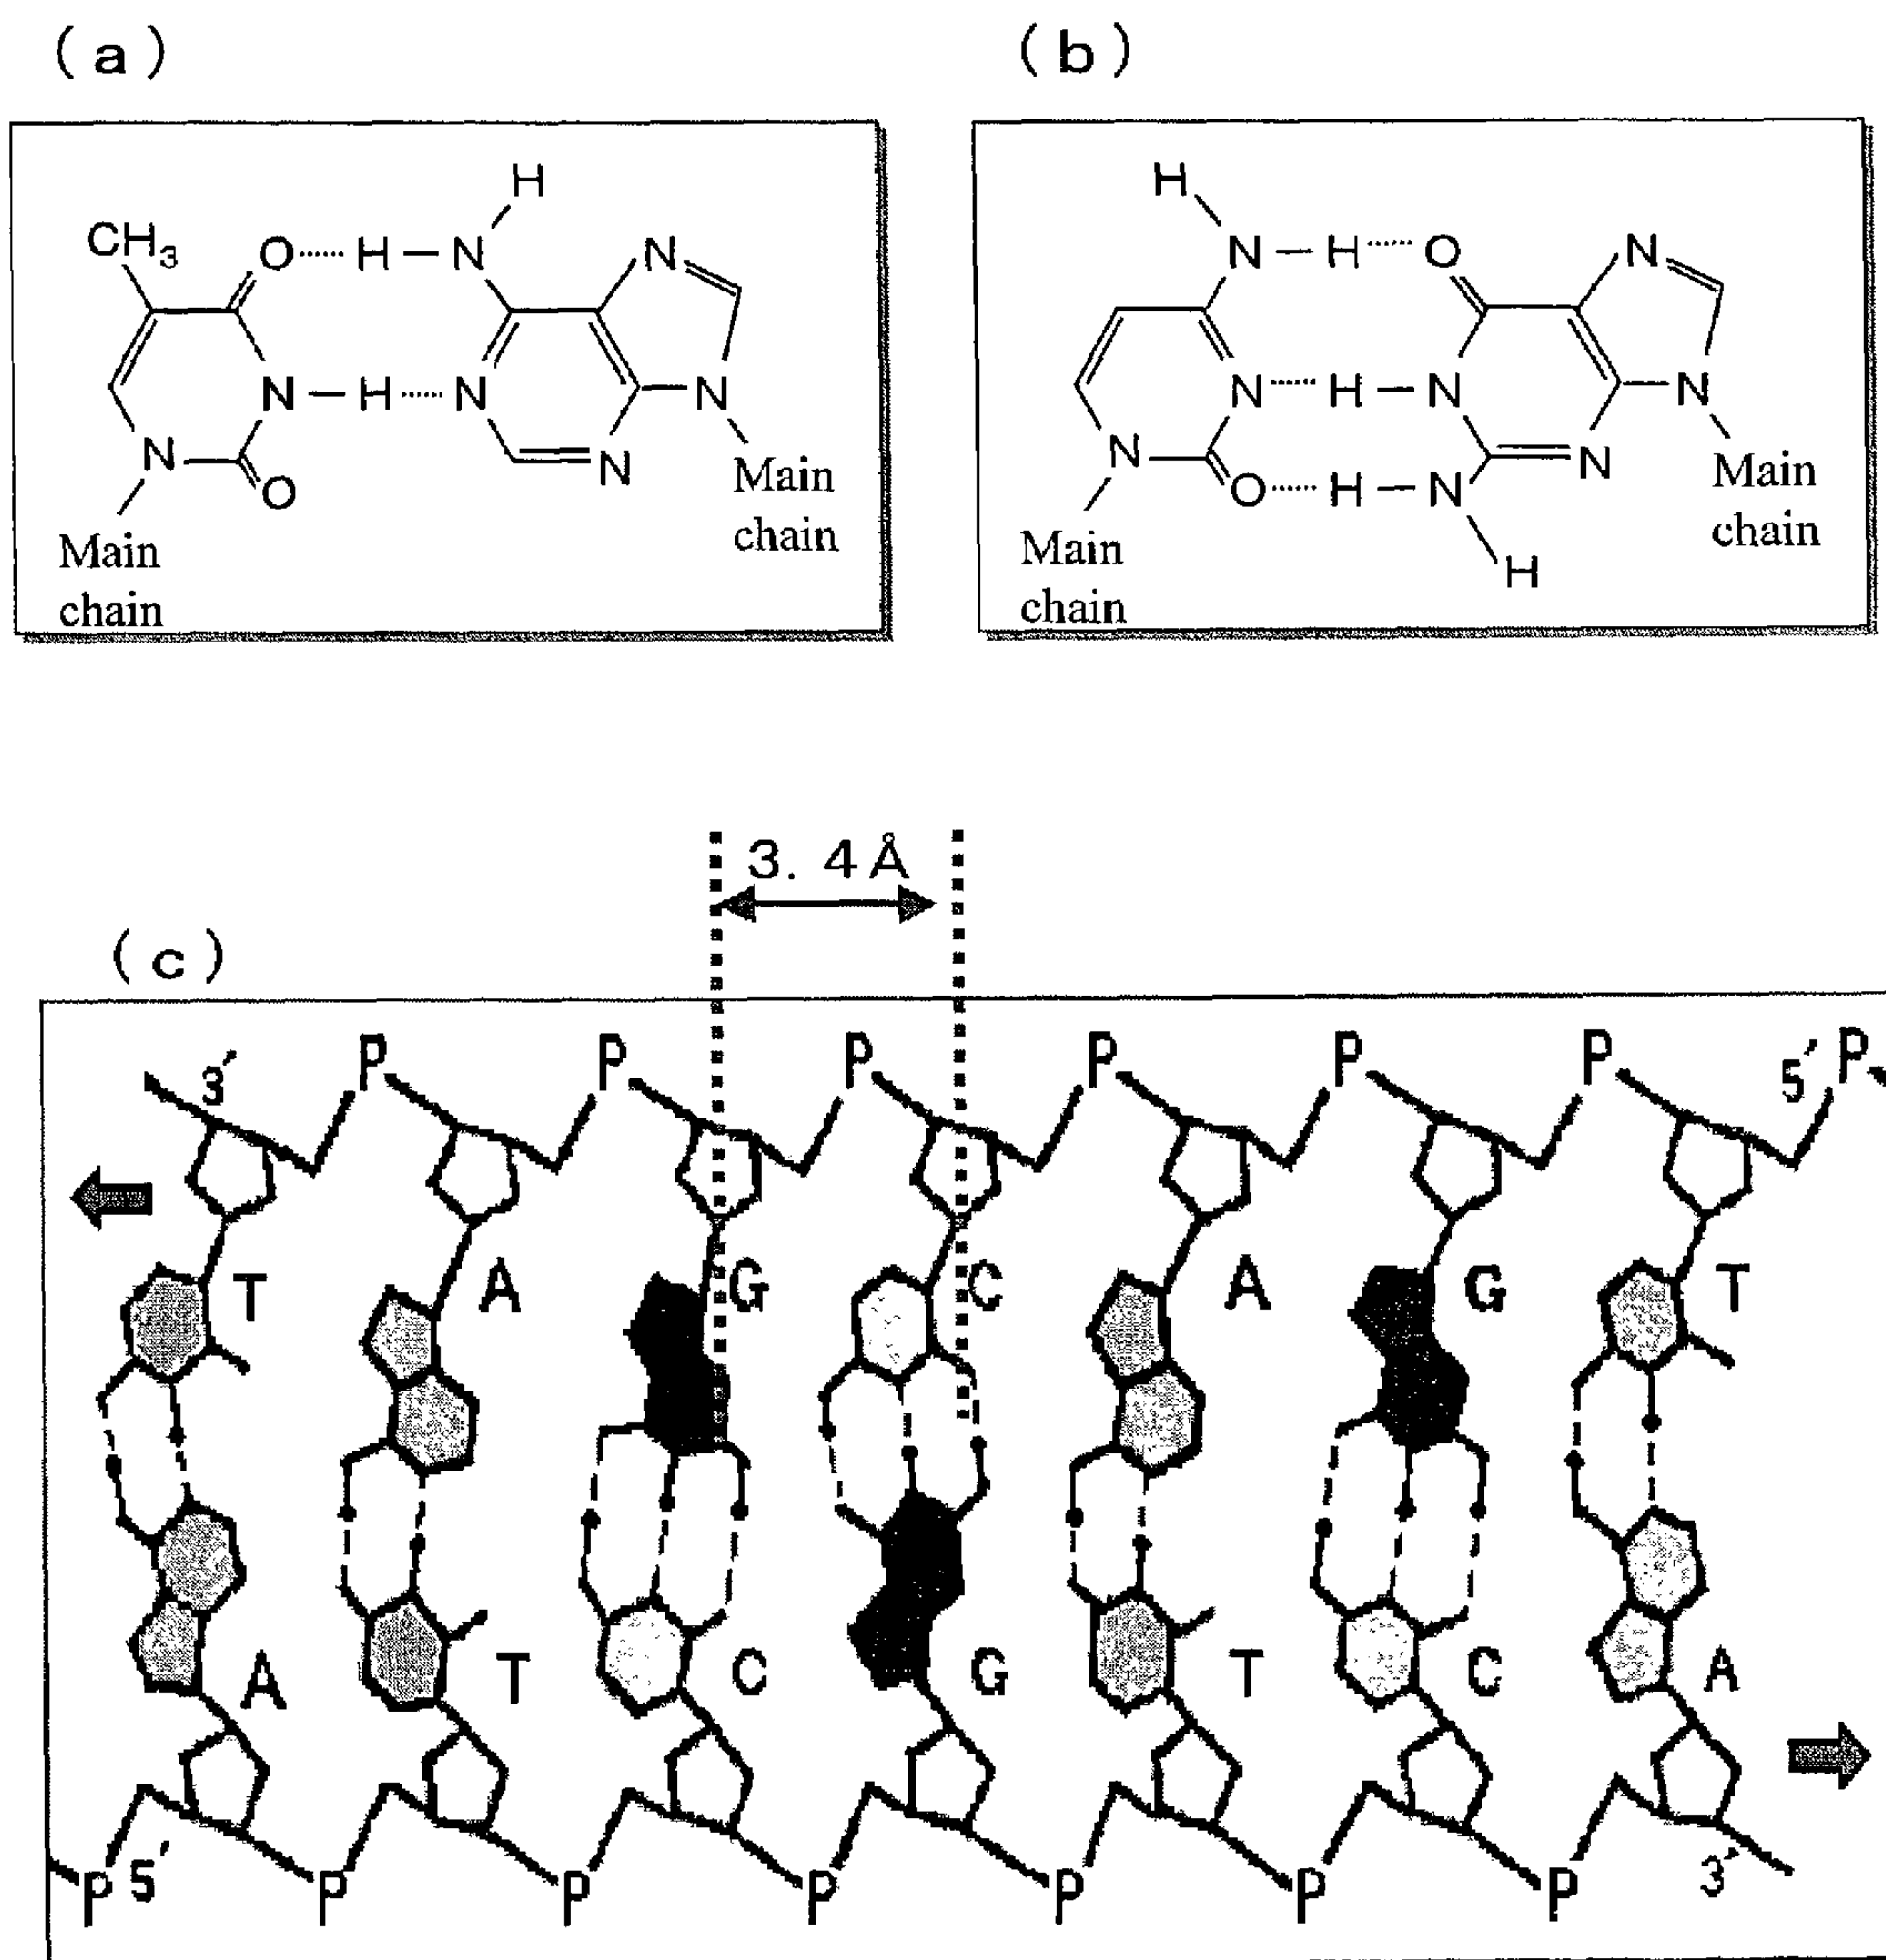 (a)
(b)
H
CH₃ O H N N
N H N N
N O N
Main chain
Main chain
H
N H O N
N H N N
N O H N N
H
Main chain
Main chain
3.4Å
(c)
3′ P P P P P P 5′ P
T A G C A G T
A T C G T C A
P 5′ P P P P P P 3′